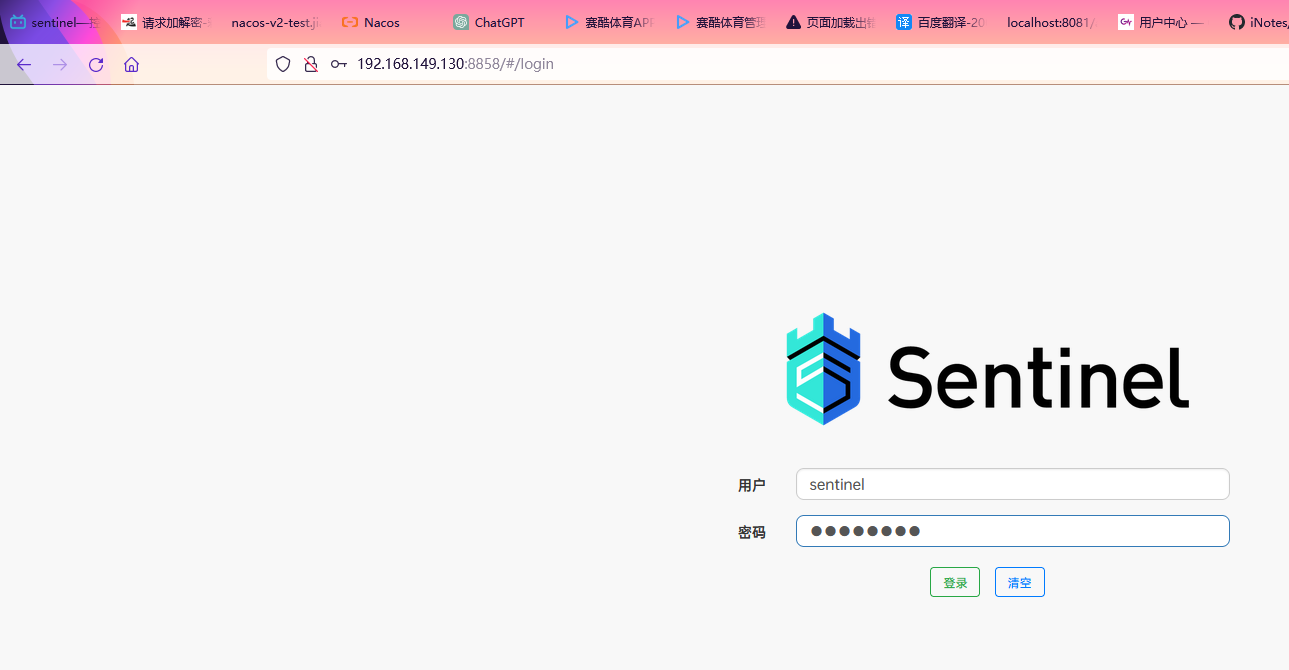 sentinel—控
请求加解密-
nacos-v2-test.ji
Nacos
ChatGPT
赛酷体育AP
赛酷体育管理
页面加载出错
百度翻译-20
localhost:8081/
用户中心 —
iNotes/
192.168.149.130:8858/#/login
Sentinel
用户 sentinel
密码 ●●●●●●●●
登录 清空